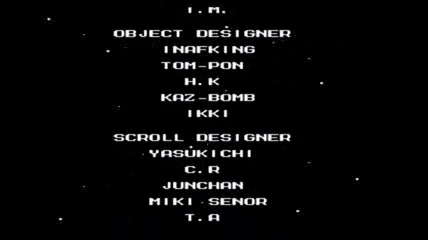 I.M.
OBJECT DESIGNER
INAFKING
TOM-PON
H.K
KAZ-BOMB
IKKI
SCROLL DESIGNER
YASUKICHI
C.R
JUNCHAN
MIKI SENOR
T.A